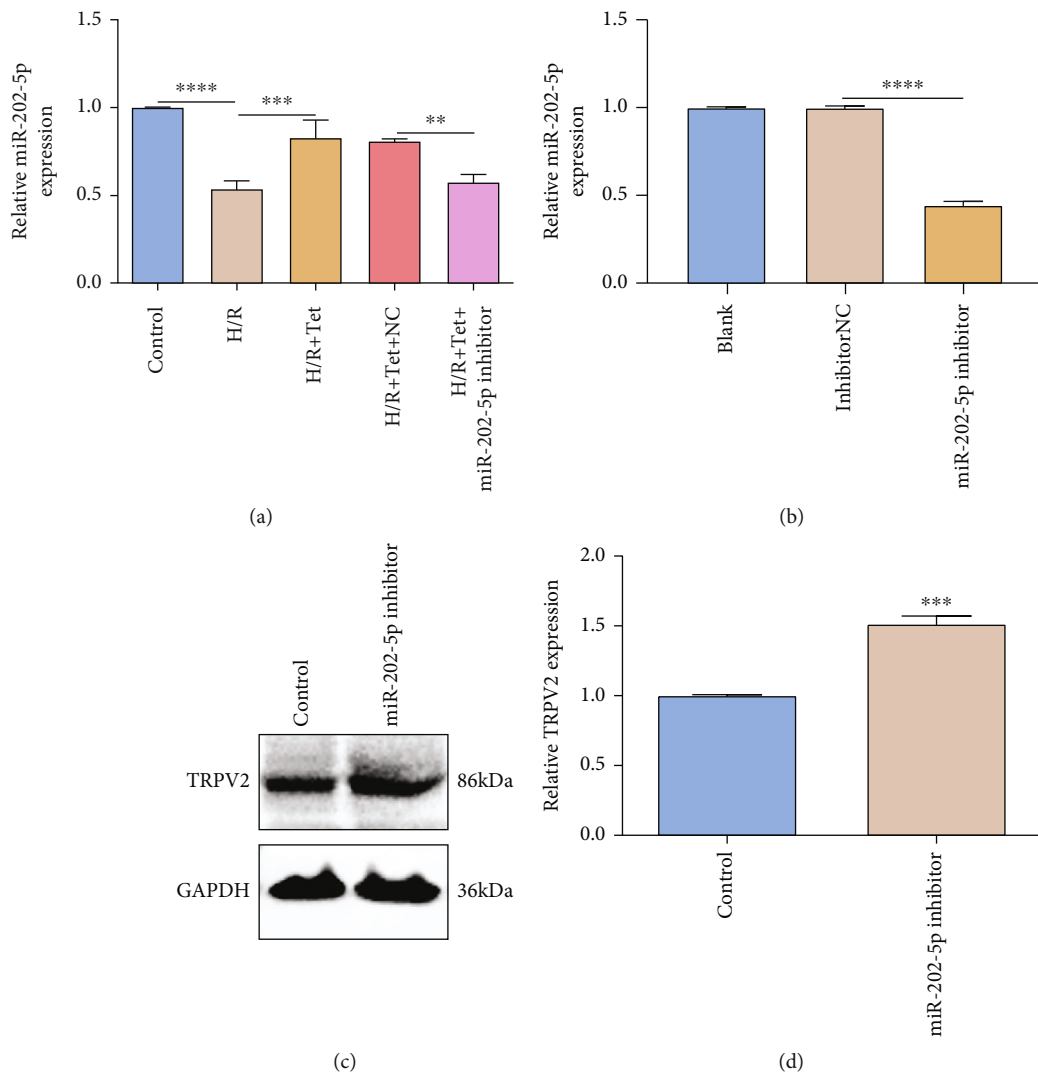 Relative miR-202-5p
expression
1.5
1.0
0.5
0.0
****
***
**
Control
H/R
H/R+Tet
H/R+Tet+NC
H/R+Tet+
miR-202-5p inhibitor
(a)
Relative miR-202-5p
expression
1.5
1.0
0.5
0.0
****
Blank
InhibitorNC
miR-202-5p inhibitor
(b)
Control
miR-202-5p inhibitor
TRPV2
86kDa
GAPDH
36kDa
(c)
Relative TRPV2 expression
2.0
1.5
1.0
0.5
0.0
***
Control
miR-202-5p inhibitor
(d)